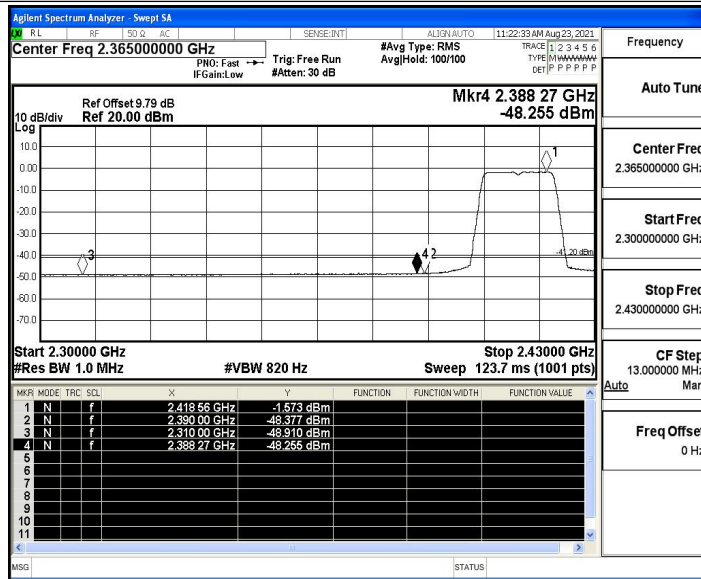 Agilent Spectrum Analyzer - Swept SA
RL RF 50 Ω AC SENSE:INT ALIGN AUTO 11:22:33 AM Aug 23, 2021
Center Freq 2.365000000 GHz
PNO: Fast
IFGain:Low
Trig: Free Run
#Atten: 30 dB
#Avg Type: RMS
Avg|Hold: 100/100
TRACE 1 2 3 4 5 6
TYPE M WWWWW
DET P P P P P P
Ref Offset 9.79 dB
10 dB/div Ref 20.00 dBm
Log
Mkr4 2.388 27 GHz
-48.255 dBm
10.0
0.00
-10.0
-20.0
-30.0
-40.0
-50.0
-60.0
-70.0
1
3
4 2
-41.20 dBm
Start 2.30000 GHz Stop 2.43000 GHz
#Res BW 1.0 MHz #VBW 820 Hz Sweep 123.7 ms (1001 pts)
MKR MODE TRC SCL X Y FUNCTION FUNCTION WIDTH FUNCTION VALUE
1 N f 2.418 56 GHz -1.573 dBm
2 N f 2.390 00 GHz -48.377 dBm
3 N f 2.310 00 GHz -48.910 dBm
4 N f 2.388 27 GHz -48.255 dBm
5
6
7
8
9
10
11
MSG STATUS
Frequency
Auto Tune
Center Freq
2.365000000 GHz
Start Freq
2.300000000 GHz
Stop Freq
2.430000000 GHz
CF Step
13.000000 MHz
Auto Man
Freq Offset
0 Hz